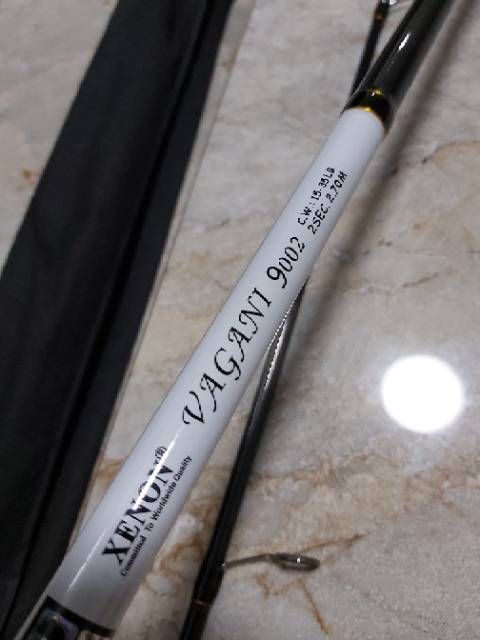 XENON®
Committed To Worldwide Quality
VAGANI 9002
C.W: 15-35LB
2SEC. 2.70M